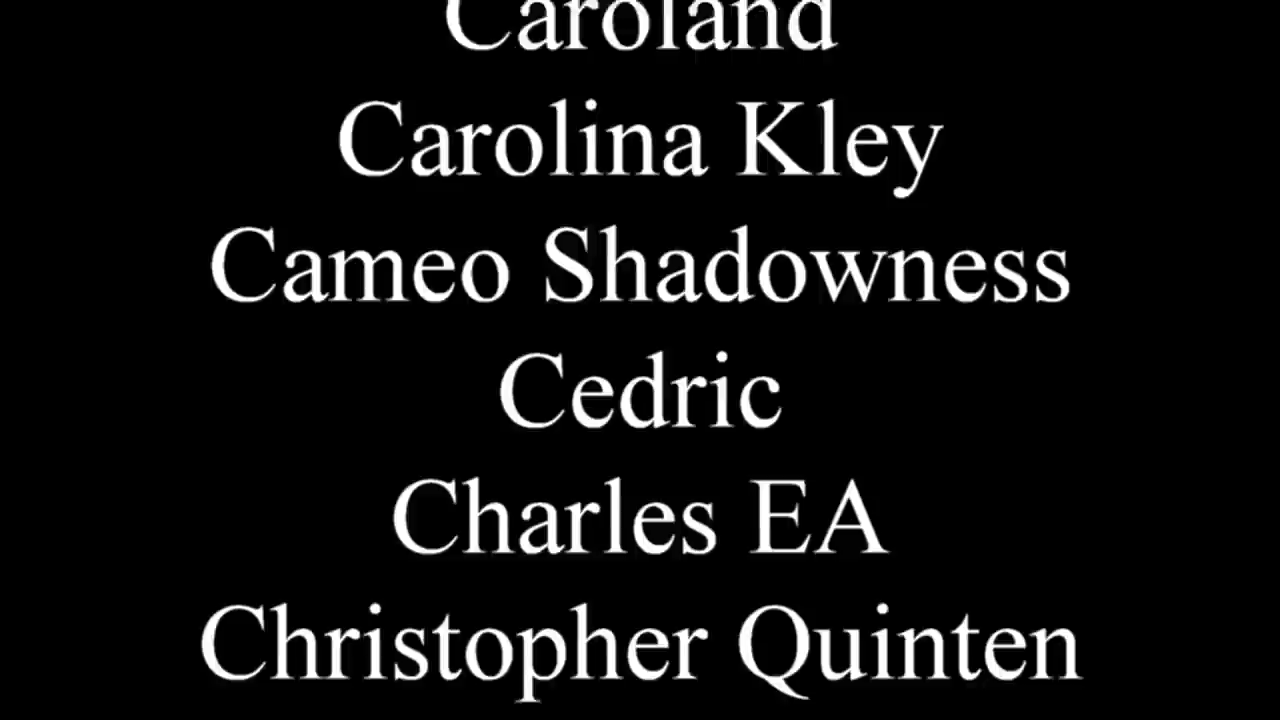 Caroland
Carolina Kley
Cameo Shadowness
Cedric
Charles EA
Christopher Quinten